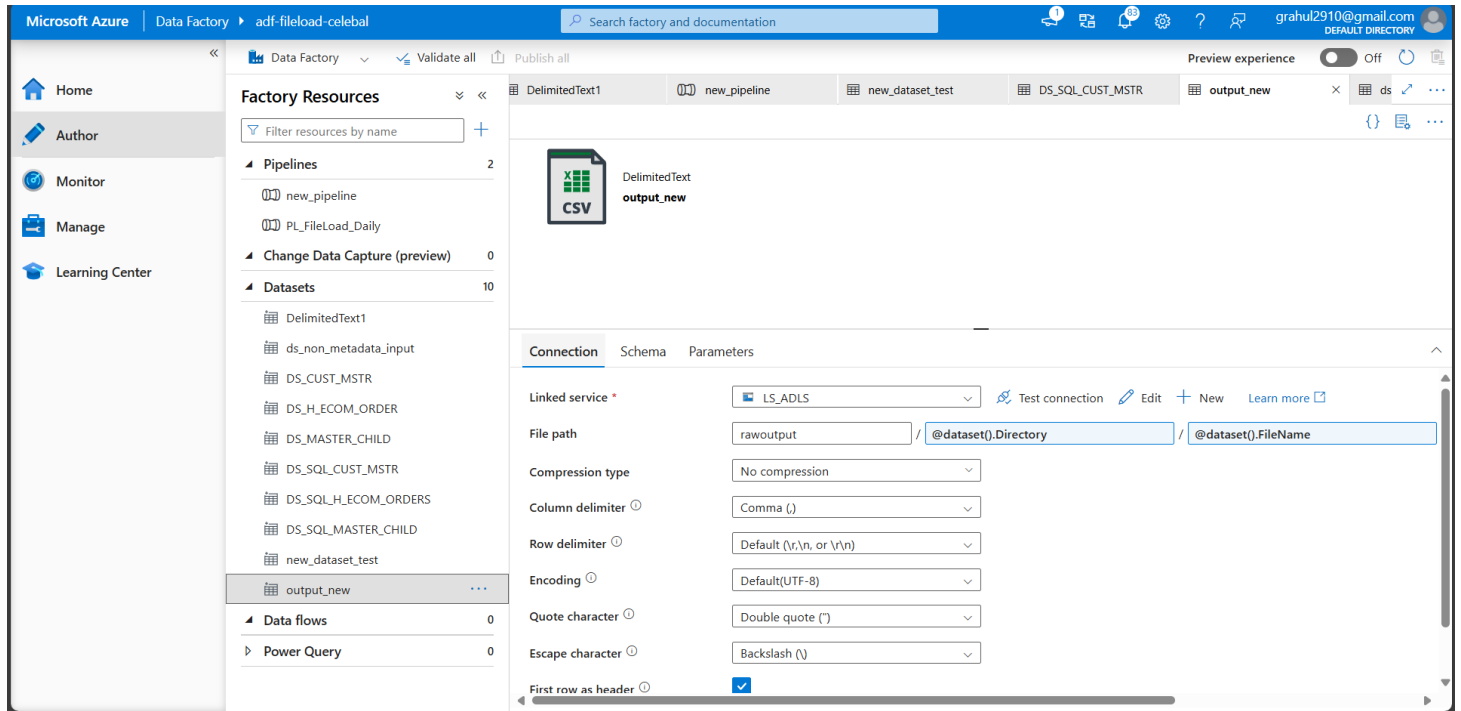 Microsoft Azure Data Factory adf-fileload-celebal Search factory and documentation 1 83 ? grahul2910@gmail.com
DEFAULT DIRECTORY
« Data Factory Validate all Publish all Preview experience Off
Home
Author
Monitor
Manage
Learning Center
Factory Resources «
Filter resources by name +
Pipelines 2
new_pipeline
PL_FileLoad_Daily
Change Data Capture (preview) 0
Datasets 10
DelimitedText1
ds_non_metadata_input
DS_CUST_MSTR
DS_H_ECOM_ORDER
DS_MASTER_CHILD
DS_SQL_CUST_MSTR
DS_SQL_H_ECOM_ORDERS
DS_SQL_MASTER_CHILD
new_dataset_test
output_new ...
Data flows 0
Power Query 0
DelimitedText1 new_pipeline new_dataset_test DS_SQL_CUST_MSTR output_new × ds ...
{} ...
CSV
DelimitedText
output_new
Connection Schema Parameters
Linked service * LS_ADLS Test connection Edit + New Learn more
File path rawoutput / @dataset().Directory / @dataset().FileName
Compression type No compression
Column delimiter Comma (,)
Row delimiter Default (\r,\n, or \r\n)
Encoding Default(UTF-8)
Quote character Double quote (")
Escape character Backslash (\)
First row as header